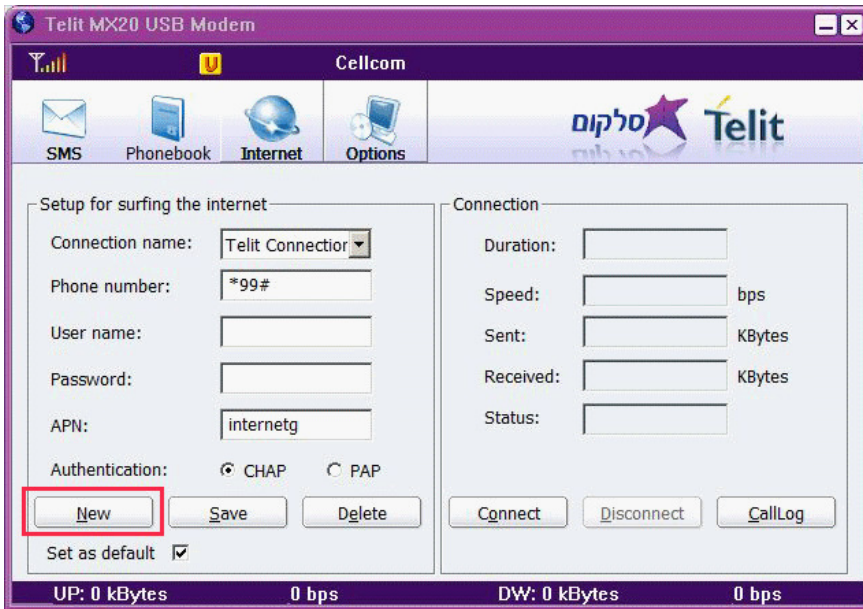 Telit MX20 USB Modem
U Cellcom
SMS Phonebook Internet Options
סלקום Telit
Setup for surfing the internet
Connection name: Telit Connection
Phone number: *99#
User name:
Password:
APN: internetg
Authentication: CHAP PAP
New Save Delete
Set as default
Connection
Duration:
Speed: bps
Sent: KBytes
Received: KBytes
Status:
Connect Disconnect CallLog
UP: 0 kBytes 0 bps DW: 0 kBytes 0 bps